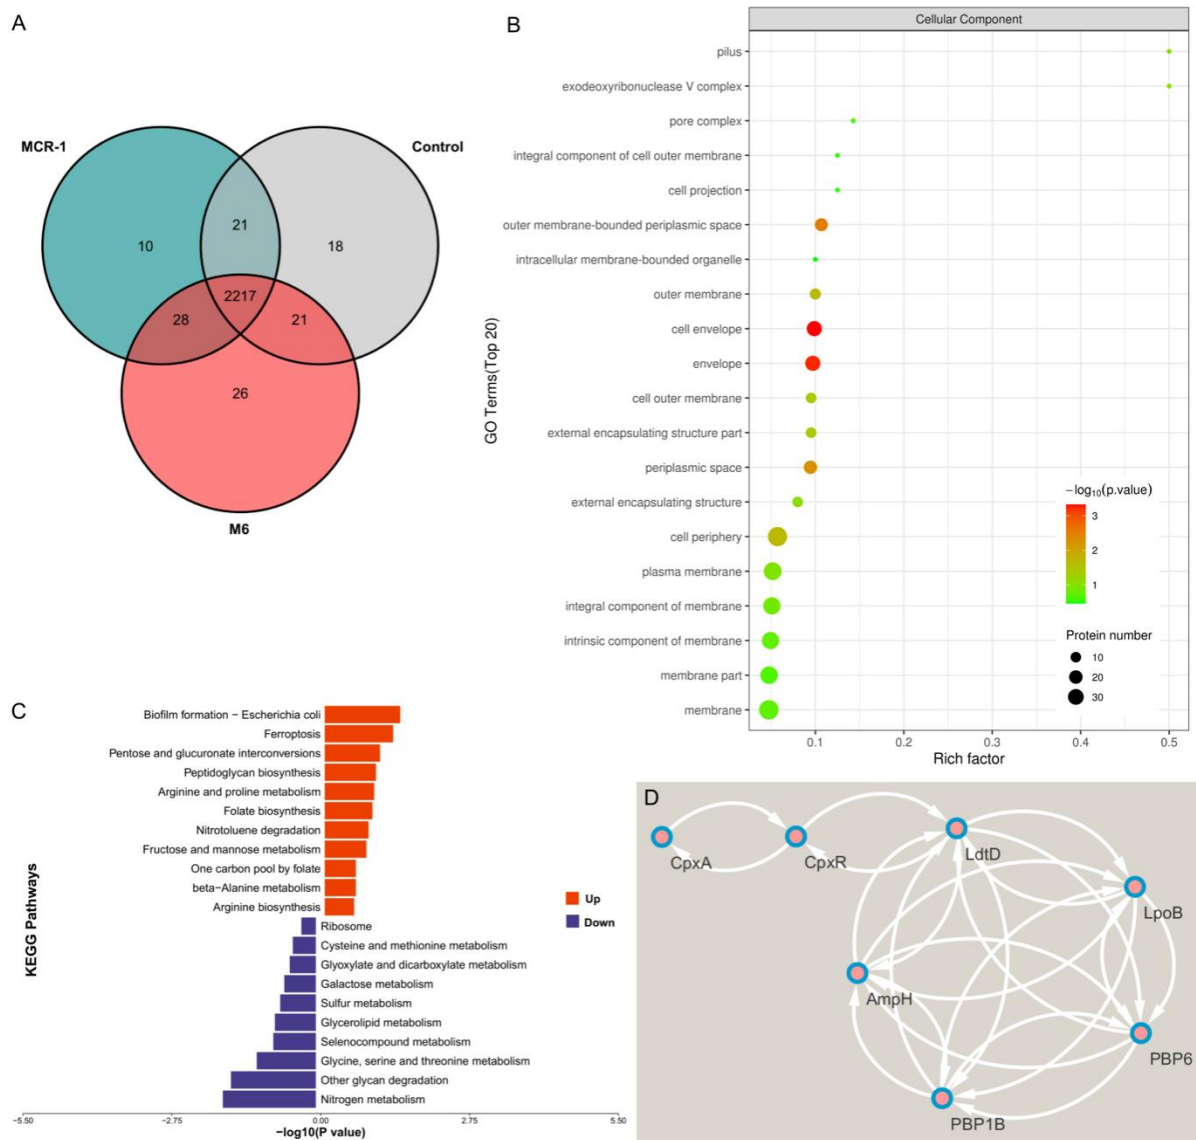 A
MCR-1
Control
10
21
18
2217
28
21
26
M6
B
Cellular Component
GO Terms(Top 20)
pilus
exodeoxyribonuclease V complex
pore complex
integral component of cell outer membrane
cell projection
outer membrane-bounded periplasmic space
intracellular membrane-bounded organelle
outer membrane
cell envelope
envelope
cell outer membrane
external encapsulating structure part
periplasmic space
external encapsulating structure
cell periphery
plasma membrane
integral component of membrane
intrinsic component of membrane
membrane part
membrane
−log10(p.value)
3
2
1
Protein number
10
20
30
0.1 0.2 0.3 0.4 0.5
Rich factor
C
KEGG Pathways
Biofilm formation − Escherichia coli
Ferroptosis
Pentose and glucuronate interconversions
Peptidoglycan biosynthesis
Arginine and proline metabolism
Folate biosynthesis
Nitrotoluene degradation
Fructose and mannose metabolism
One carbon pool by folate
beta-Alanine metabolism
Arginine biosynthesis
Ribosome
Cysteine and methionine metabolism
Glyoxylate and dicarboxylate metabolism
Galactose metabolism
Sulfur metabolism
Glycerolipid metabolism
Selenocompound metabolism
Glycine, serine and threonine metabolism
Other glycan degradation
Nitrogen metabolism
Up
Down
−5.50 −2.75 0.00 2.75 5.50
−log10(P value)
D
CpxA
CpxR
LdtD
LpoB
AmpH
PBP6
PBP1B